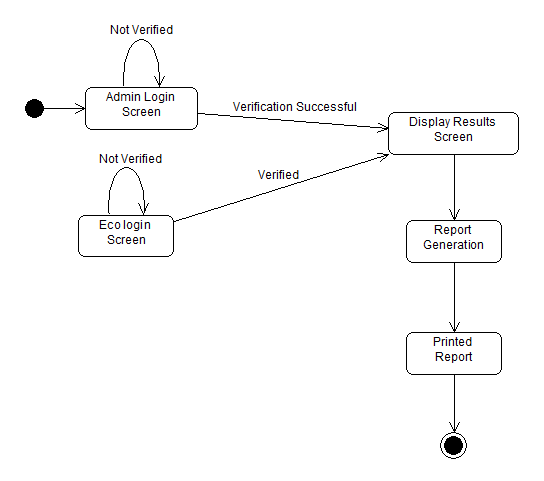 Not Verified
Admin Login
Screen
Verification Successful
Display Results
Screen
Not Verified
Verified
Eco login
Screen
Report
Generation
Printed
Report